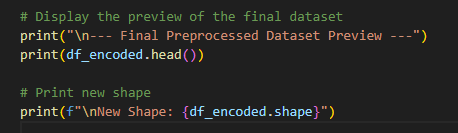 # Display the preview of the final dataset
print("\n--- Final Preprocessed Dataset Preview ---")
print(df_encoded.head())
# Print new shape
print(f"\nNew Shape: {df_encoded.shape}")